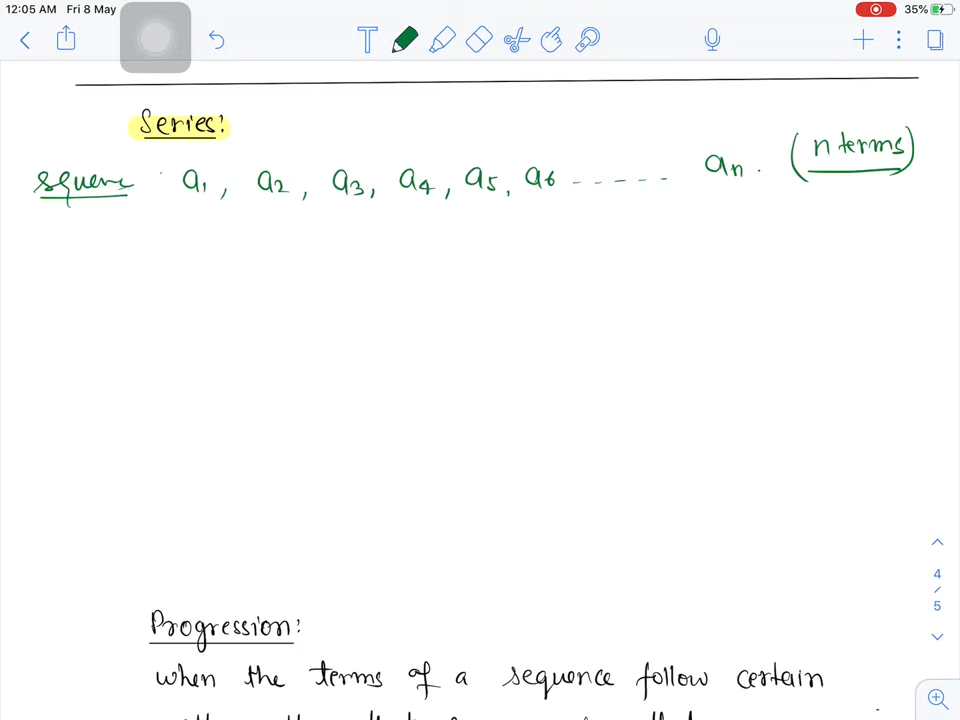 12:05 AM Fri 8 May 35%
T
Series:
squenc a1, a2, a3, a4, a5, a6 ------ an. (n terms)
4
/
5
Progression:
when the terms of a sequence follow certain